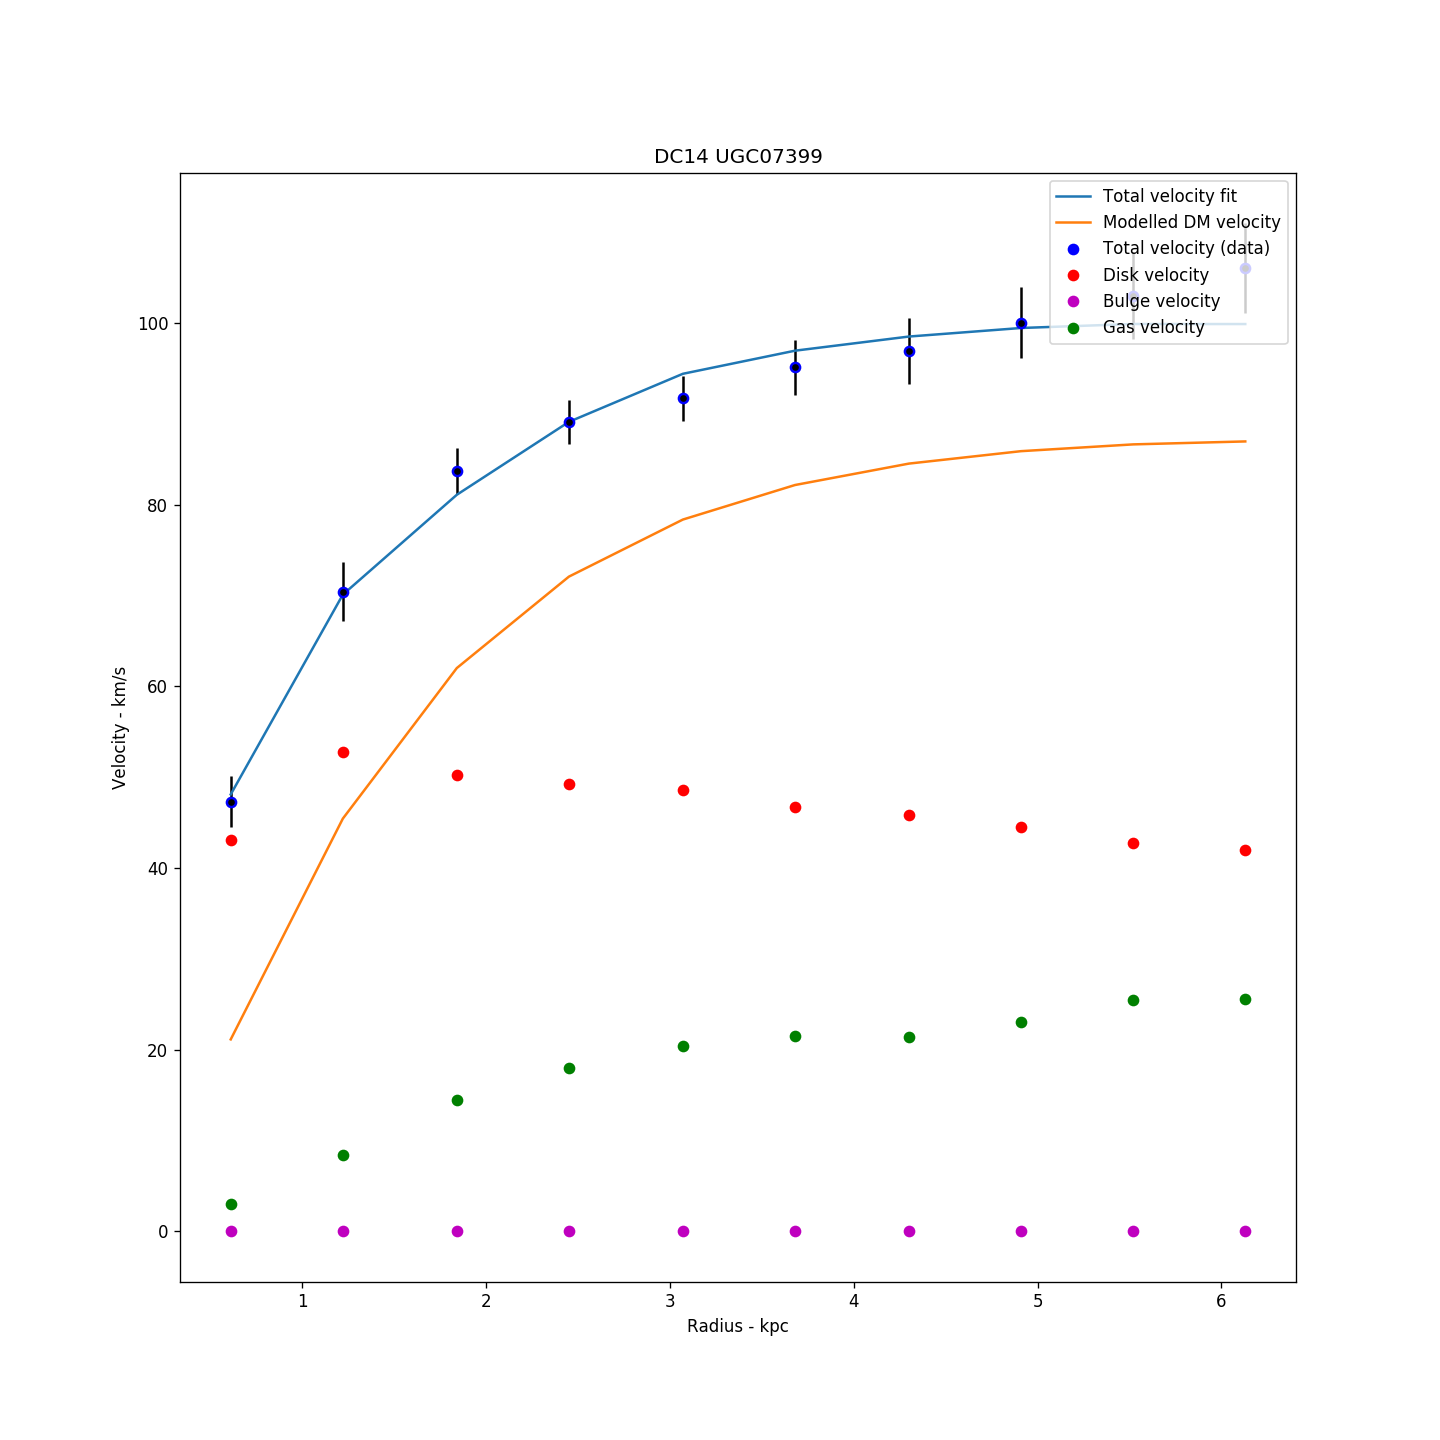 DC14 UGC07399
Total velocity fit
Modelled DM velocity
Total velocity (data)
Disk velocity
Bulge velocity
Gas velocity
100
80
60
40
20
0
Velocity - km/s
1 2 3 4 5 6
Radius - kpc